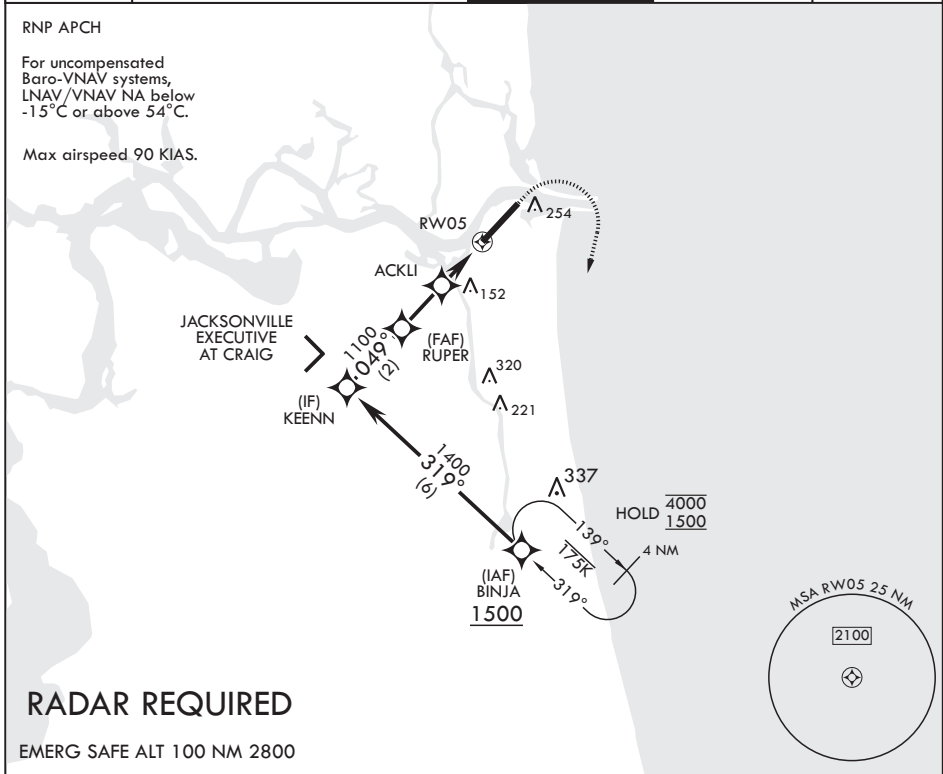 RNP APCH
For uncompensated
Baro-VNAV systems,
LNAV/VNAV NA below
-15°C or above 54°C.
Max airspeed 90 KIAS.
254
RW05
ACKLI
152
JACKSONVILLE
EXECUTIVE
AT CRAIG
1100
049°
(2)
(FAF)
RUPER
320
221
(IF)
KEENN
1400
319°
(6)
337
HOLD
4000
1500
139°
4 NM
175K
319°
(IAF)
BINJA
1500
MSA RW05 25 NM
2100
RADAR REQUIRED
EMERG SAFE ALT 100 NM 2800